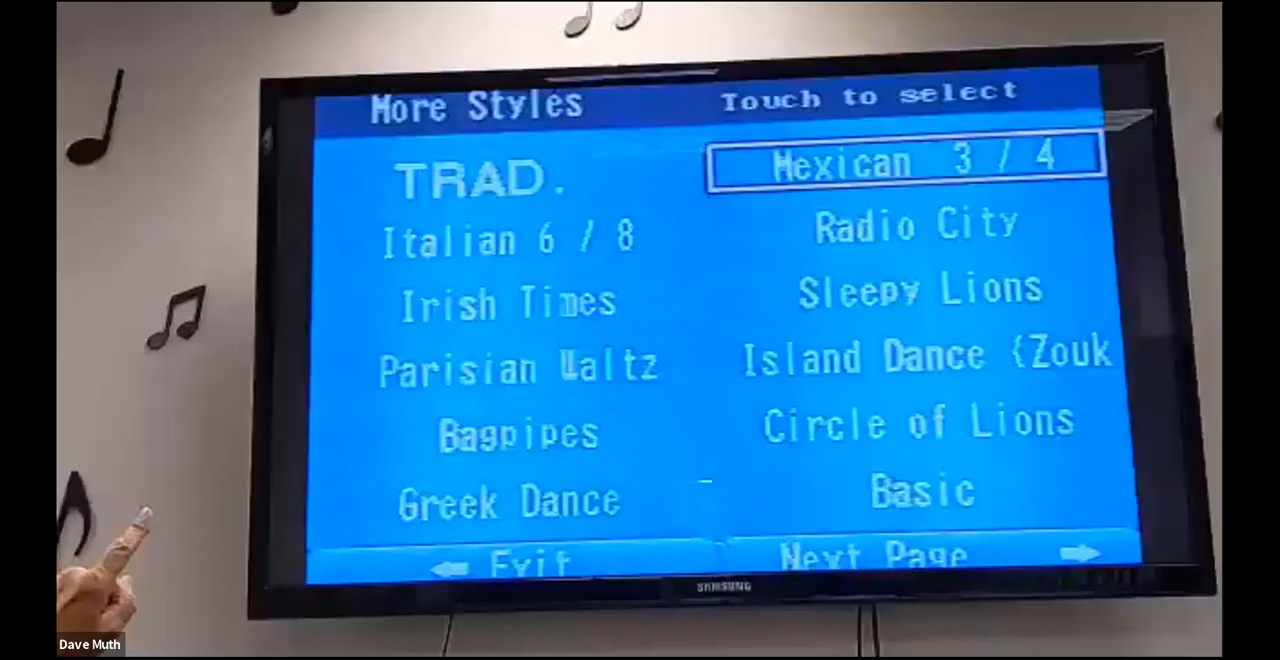 More Styles
Touch to select
TRAD.
Italian 6 / 8
Irish Times
Parisian Waltz
Bagpipes
Greek Dance
Mexican 3 / 4
Radio City
Sleepy Lions
Island Dance {Zouk
Circle of Lions
Basic
Exit
Next Page
SAMSUNG
Dave Muth